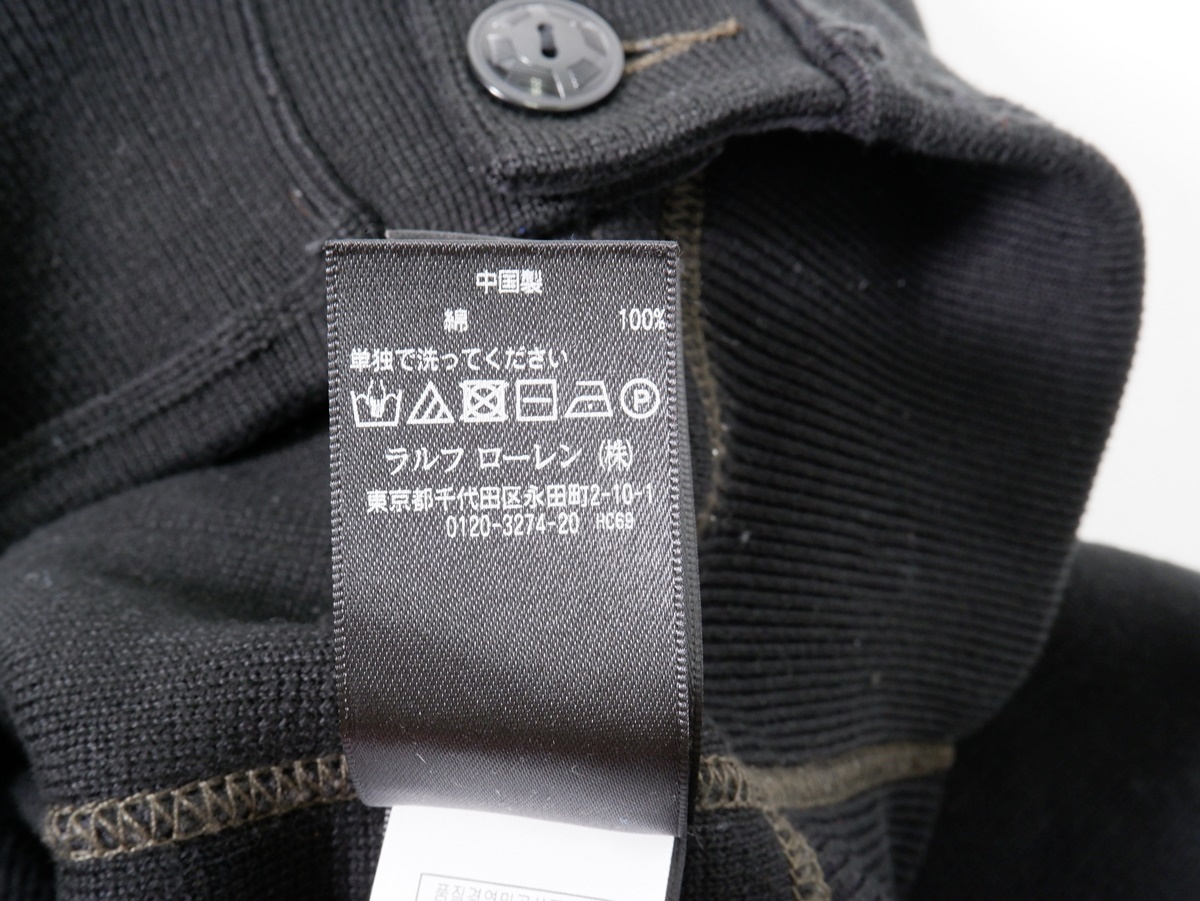 中国製
綿 100%
単独で洗ってください
P
ラルフ ローレン (株)
東京都千代田区永田町2-10-1
0120-3274-20 HC69